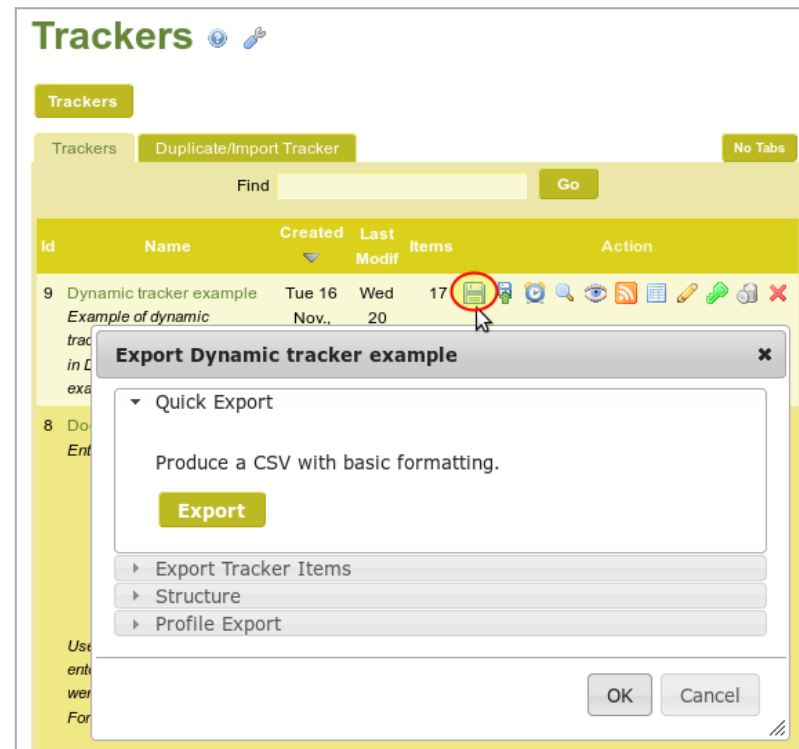 Trackers
Trackers
Trackers Duplicate/Import Tracker No Tabs
Find Go
Id Name Created Last Modif Items Action
9 Dynamic tracker example Tue 16 Wed 17
Example of dynamic Nov., 20
in
Export Dynamic tracker example
Quick Export
8
Produce a CSV with basic formatting.
Export
Export Tracker Items
Structure
Profile Export
OK Cancel
For